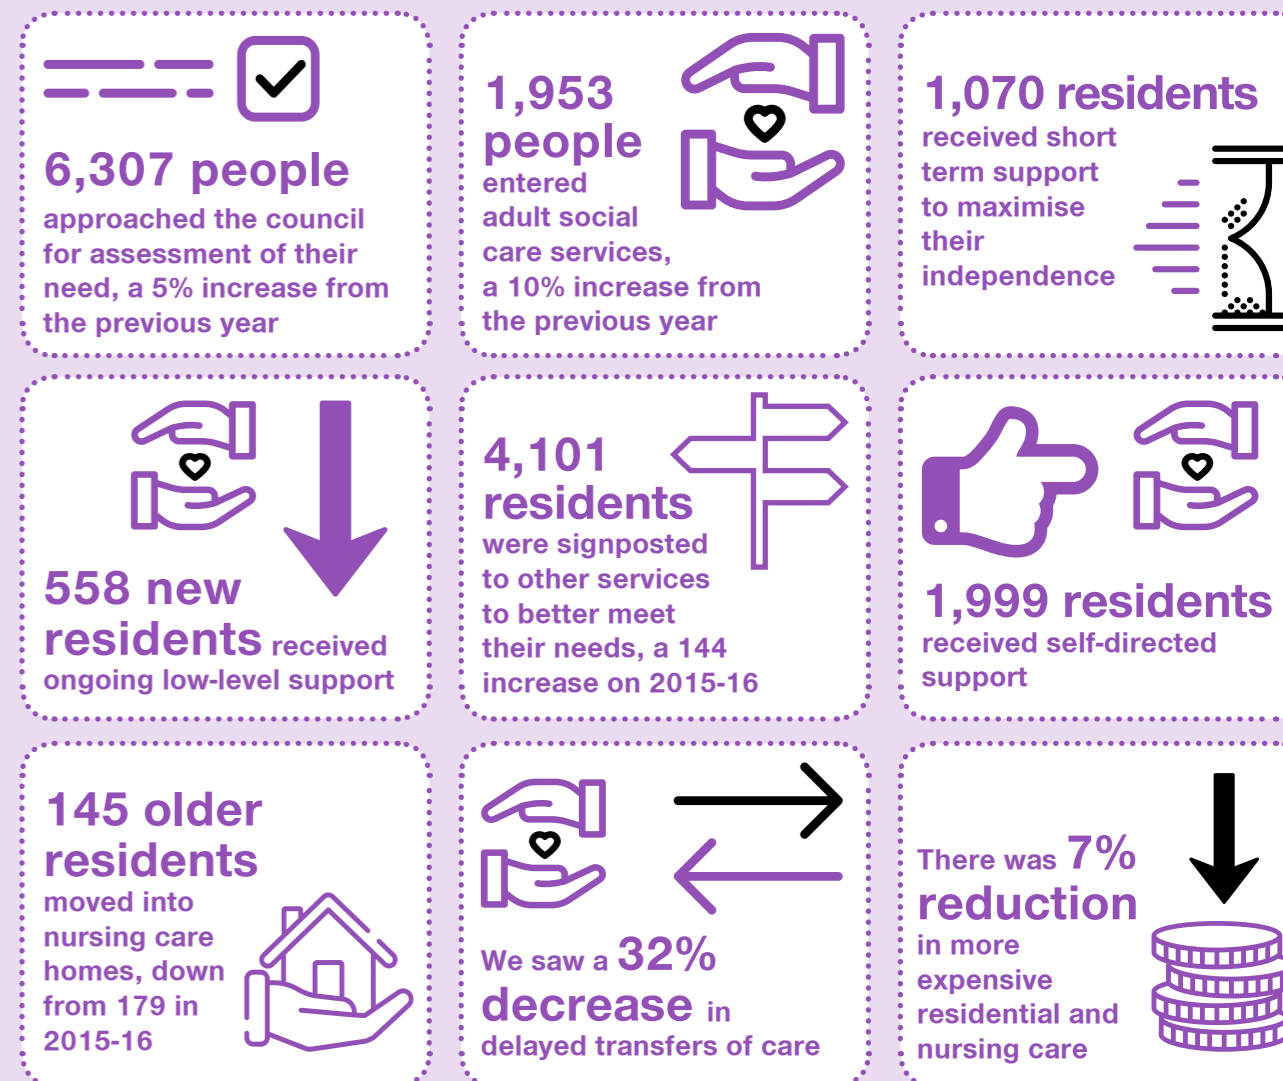 6,307 people
approached the council
for assessment of their
need, a 5% increase from
the previous year
1,953
people
entered
adult social
care services,
a 10% increase from
the previous year
1,070 residents
received short
term support
to maximise
their
independence
558 new
residents received
ongoing low-level support
4,101
residents
were signposted
to other services
to better meet
their needs, a 144
increase on 2015-16
1,999 residents
received self-directed
support
145 older
residents
moved into
nursing care
homes, down
from 179 in
2015-16
We saw a 32%
decrease in
delayed transfers of care
There was 7%
reduction
in more
expensive
residential and
nursing care